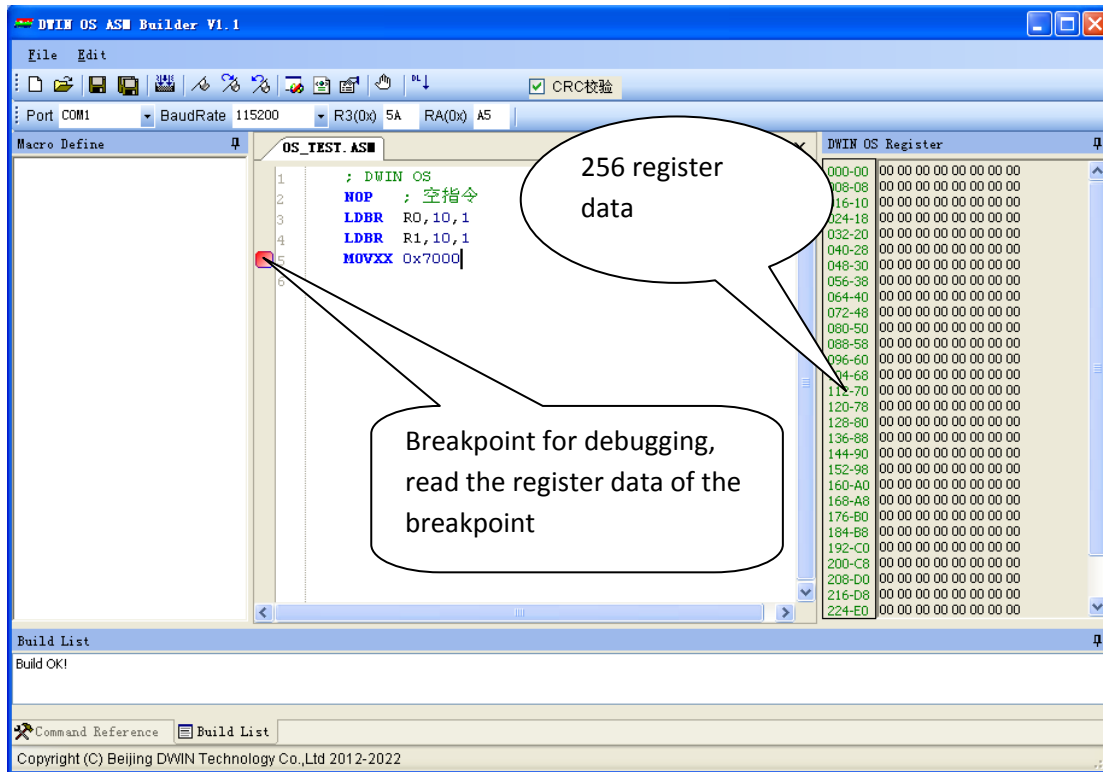 DWIN OS ASM Builder V1.1
File Edit
CRC校验
Port COM1 BaudRate 115200 R3(0x) 5A RA(0x) A5
Macro Define
OS_TEST.ASM
1 ; DWIN OS
2 NOP ; 空指令
3 LDBR R0,10,1
4 LDBR R1,10,1
5 MOVXX 0x7000
6
256 register
data
Breakpoint for debugging,
read the register data of the
breakpoint
DWIN OS Register
000-00 00 00 00 00 00 00 00 00
008-08 00 00 00 00 00 00 00 00
16-10 00 00 00 00 00 00 00 00
024-18 00 00 00 00 00 00 00 00
032-20 00 00 00 00 00 00 00 00
040-28 00 00 00 00 00 00 00 00
048-30 00 00 00 00 00 00 00 00
056-38 00 00 00 00 00 00 00 00
064-40 00 00 00 00 00 00 00 00
072-48 00 00 00 00 00 00 00 00
080-50 00 00 00 00 00 00 00 00
088-58 00 00 00 00 00 00 00 00
096-60 00 00 00 00 00 00 00 00
04-68 00 00 00 00 00 00 00 00
112-70 00 00 00 00 00 00 00 00
120-78 00 00 00 00 00 00 00 00
128-80 00 00 00 00 00 00 00 00
136-88 00 00 00 00 00 00 00 00
144-90 00 00 00 00 00 00 00 00
152-98 00 00 00 00 00 00 00 00
160-A0 00 00 00 00 00 00 00 00
168-A8 00 00 00 00 00 00 00 00
176-B0 00 00 00 00 00 00 00 00
184-B8 00 00 00 00 00 00 00 00
192-C0 00 00 00 00 00 00 00 00
200-C8 00 00 00 00 00 00 00 00
208-D0 00 00 00 00 00 00 00 00
216-D8 00 00 00 00 00 00 00 00
224-E0 00 00 00 00 00 00 00 00
Build List
Build OK!
Command Reference Build List
Copyright (C) Beijing DWIN Technology Co.,Ltd 2012-2022